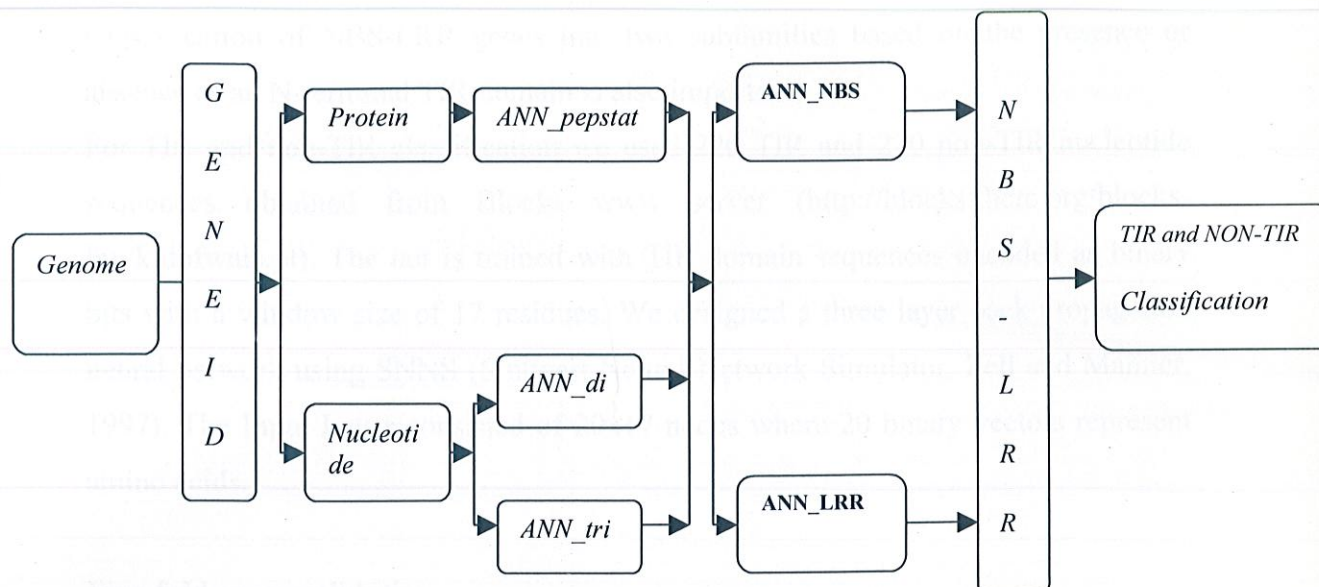 Genome
G
E
N
E
I
D
Protein
ANN_pepstat
Nucleoti
de
ANN_di
ANN_tri
ANN_NBS
ANN_LRR
N
B
S
-
L
R
R
TIR and NON-TIR
Classification